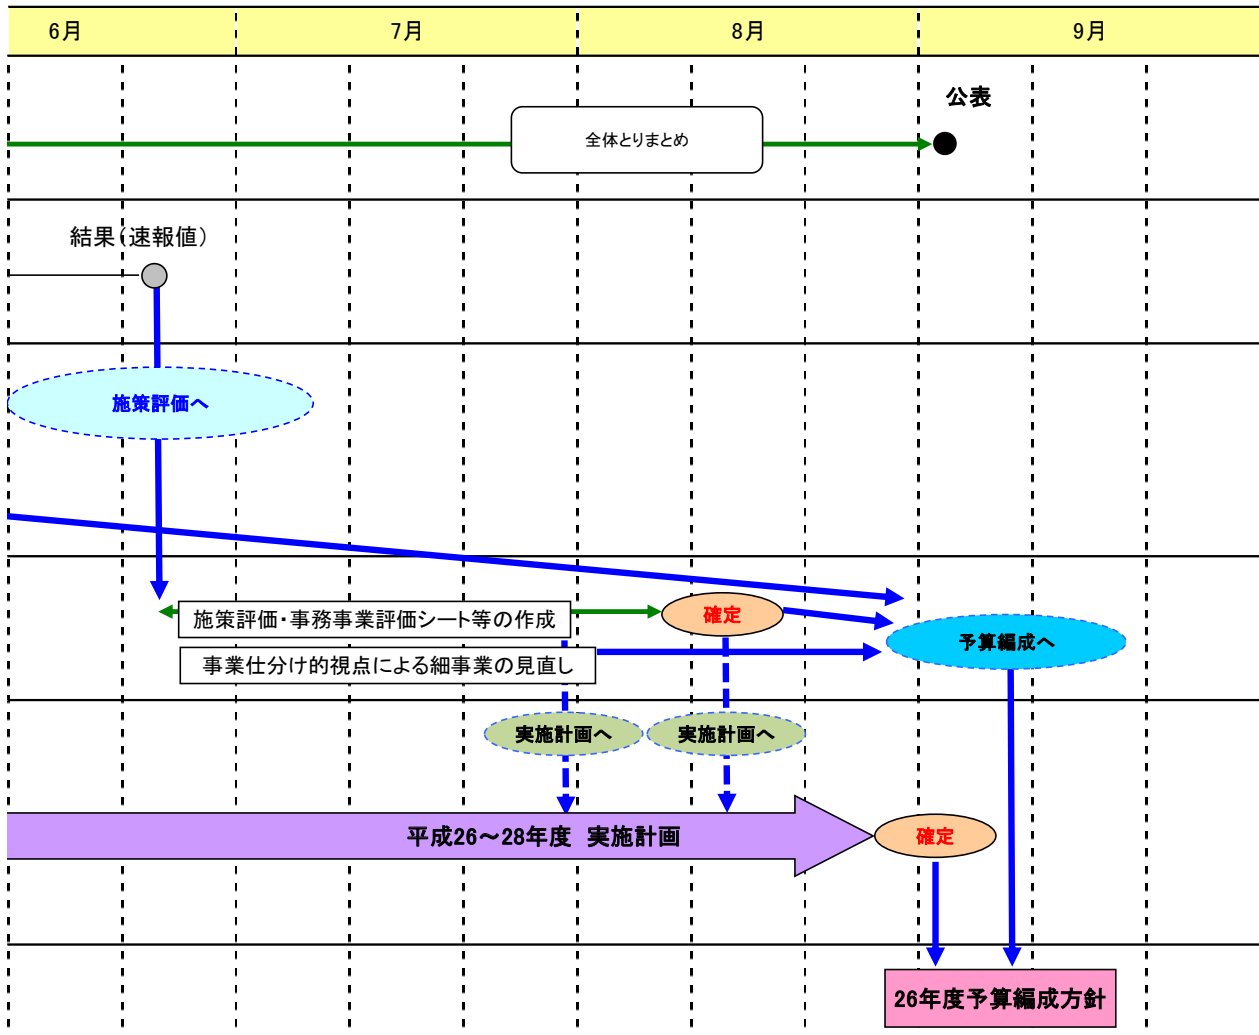 6月
7月
8月
9月
公表
全体とりまとめ
結果(速報値)
施策評価へ
施策評価・事務事業評価シート等の作成
確定
事業仕分け的視点による細事業の見直し
予算編成へ
実施計画へ
実施計画へ
平成26～28年度 実施計画
確定
26年度予算編成方針